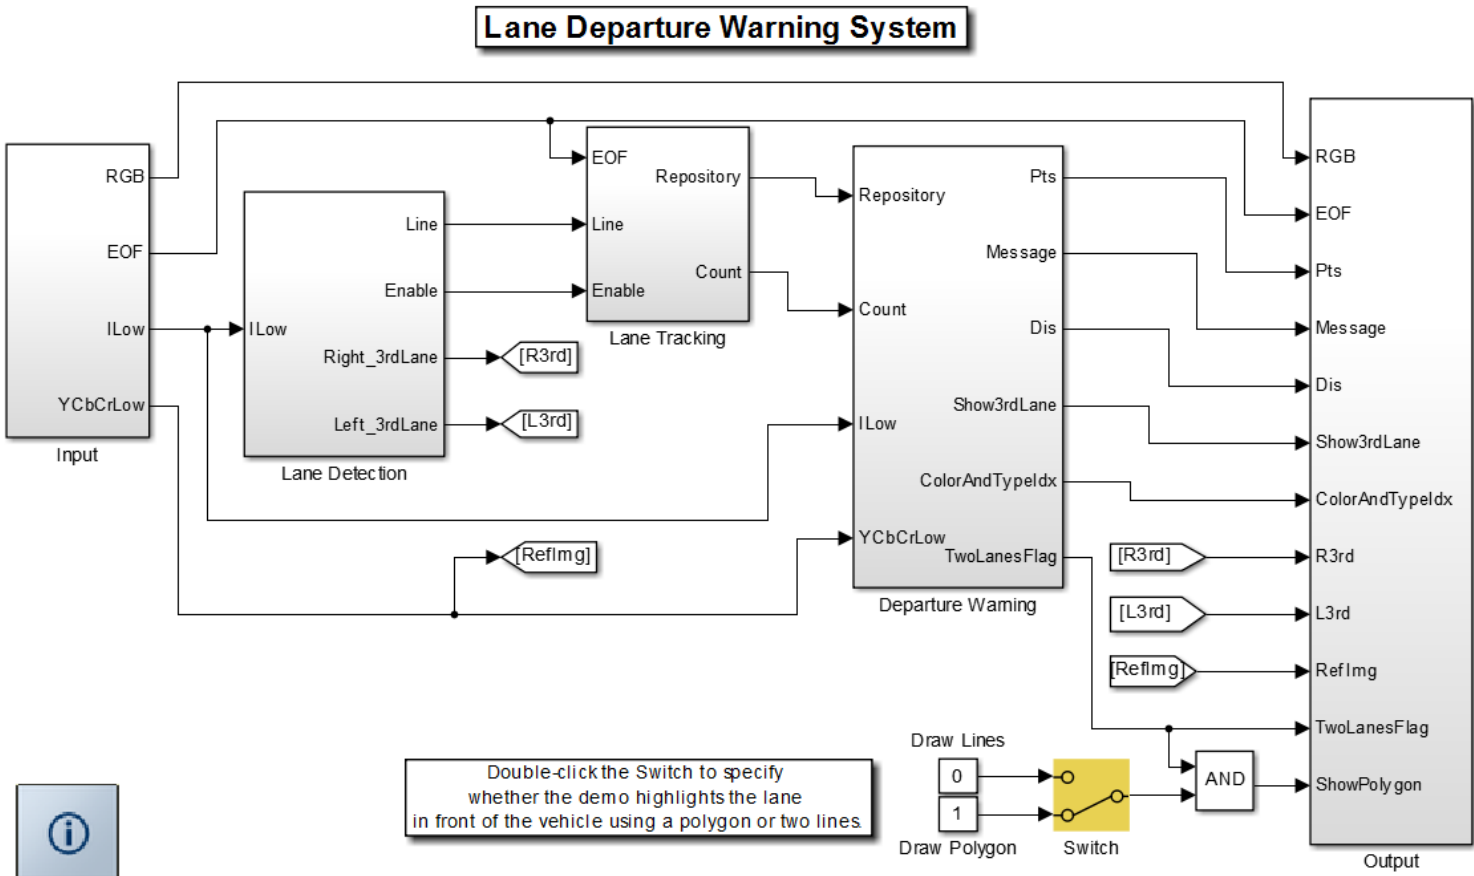 Lane Departure Warning System
RGB
EOF
ILow
YCbCrLow
Input
ILow
Line
Enable
Right_3rdLane
Left_3rdLane
Lane Detection
[R3rd]
[L3rd]
[RefImg]
EOF
Line
Enable
Repository
Count
Lane Tracking
Repository
Count
ILow
YCbCrLow
Pts
Message
Dis
Show3rdLane
ColorAndTypeIdx
TwoLanesFlag
Departure Warning
[R3rd]
[L3rd]
[RefImg]
RGB
EOF
Pts
Message
Dis
Show3rdLane
ColorAndTypeIdx
R3rd
L3rd
RefImg
TwoLanesFlag
ShowPolygon
Output
Double-click the Switch to specify
whether the demo highlights the lane
in front of the vehicle using a polygon or two lines.
Draw Lines
0
1
Draw Polygon
Switch
AND
i